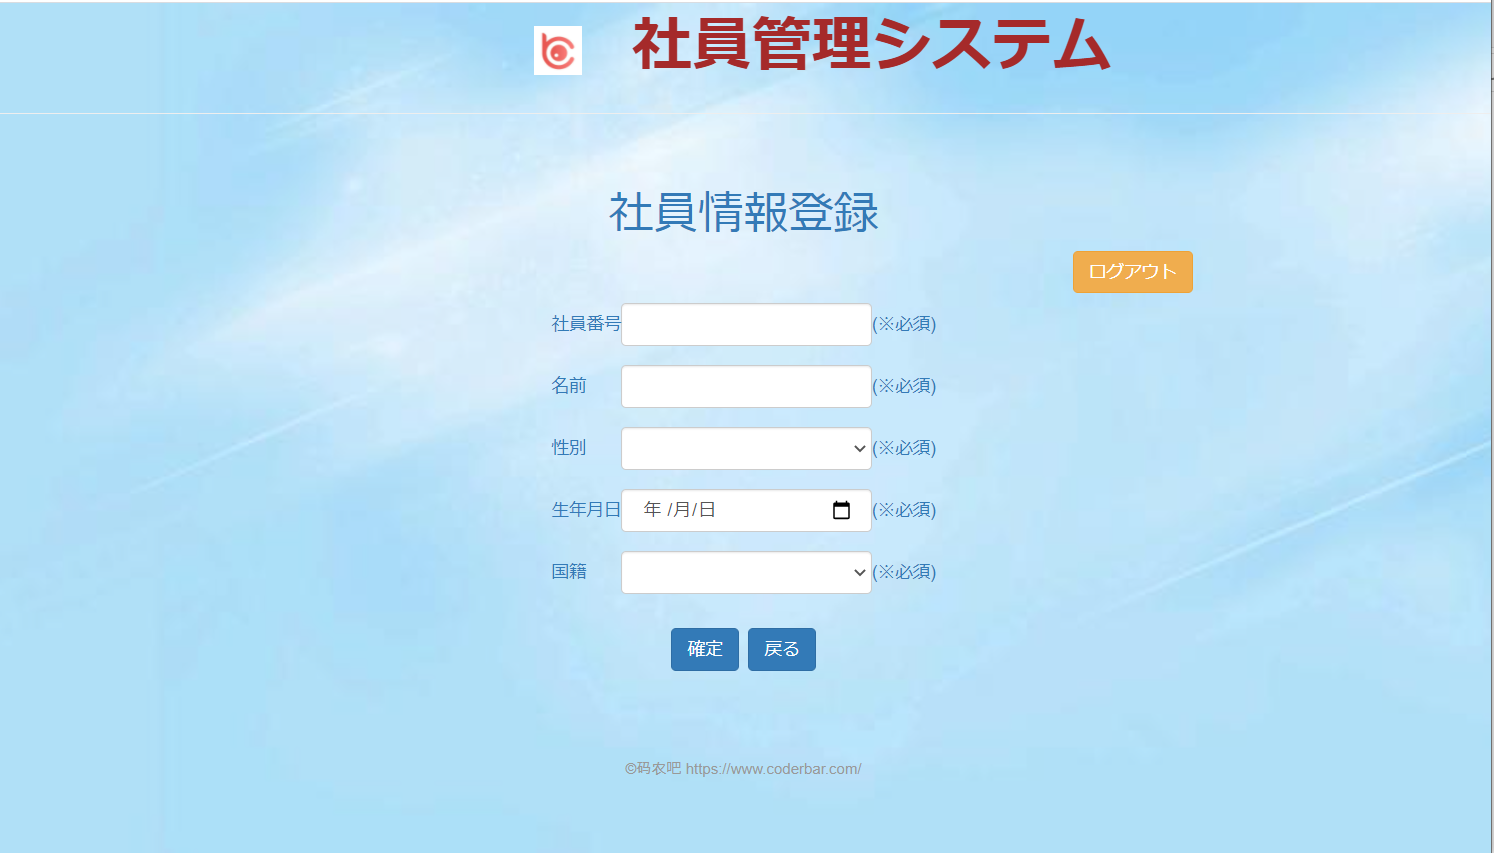 社員管理システム
社員情報登録
ログアウト
社員番号 (※必須)
名前 (※必須)
性別 (※必須)
生年月日 年 /月/日 (※必須)
国籍 (※必須)
確定 戻る
©码农吧 https://www.coderbar.com/